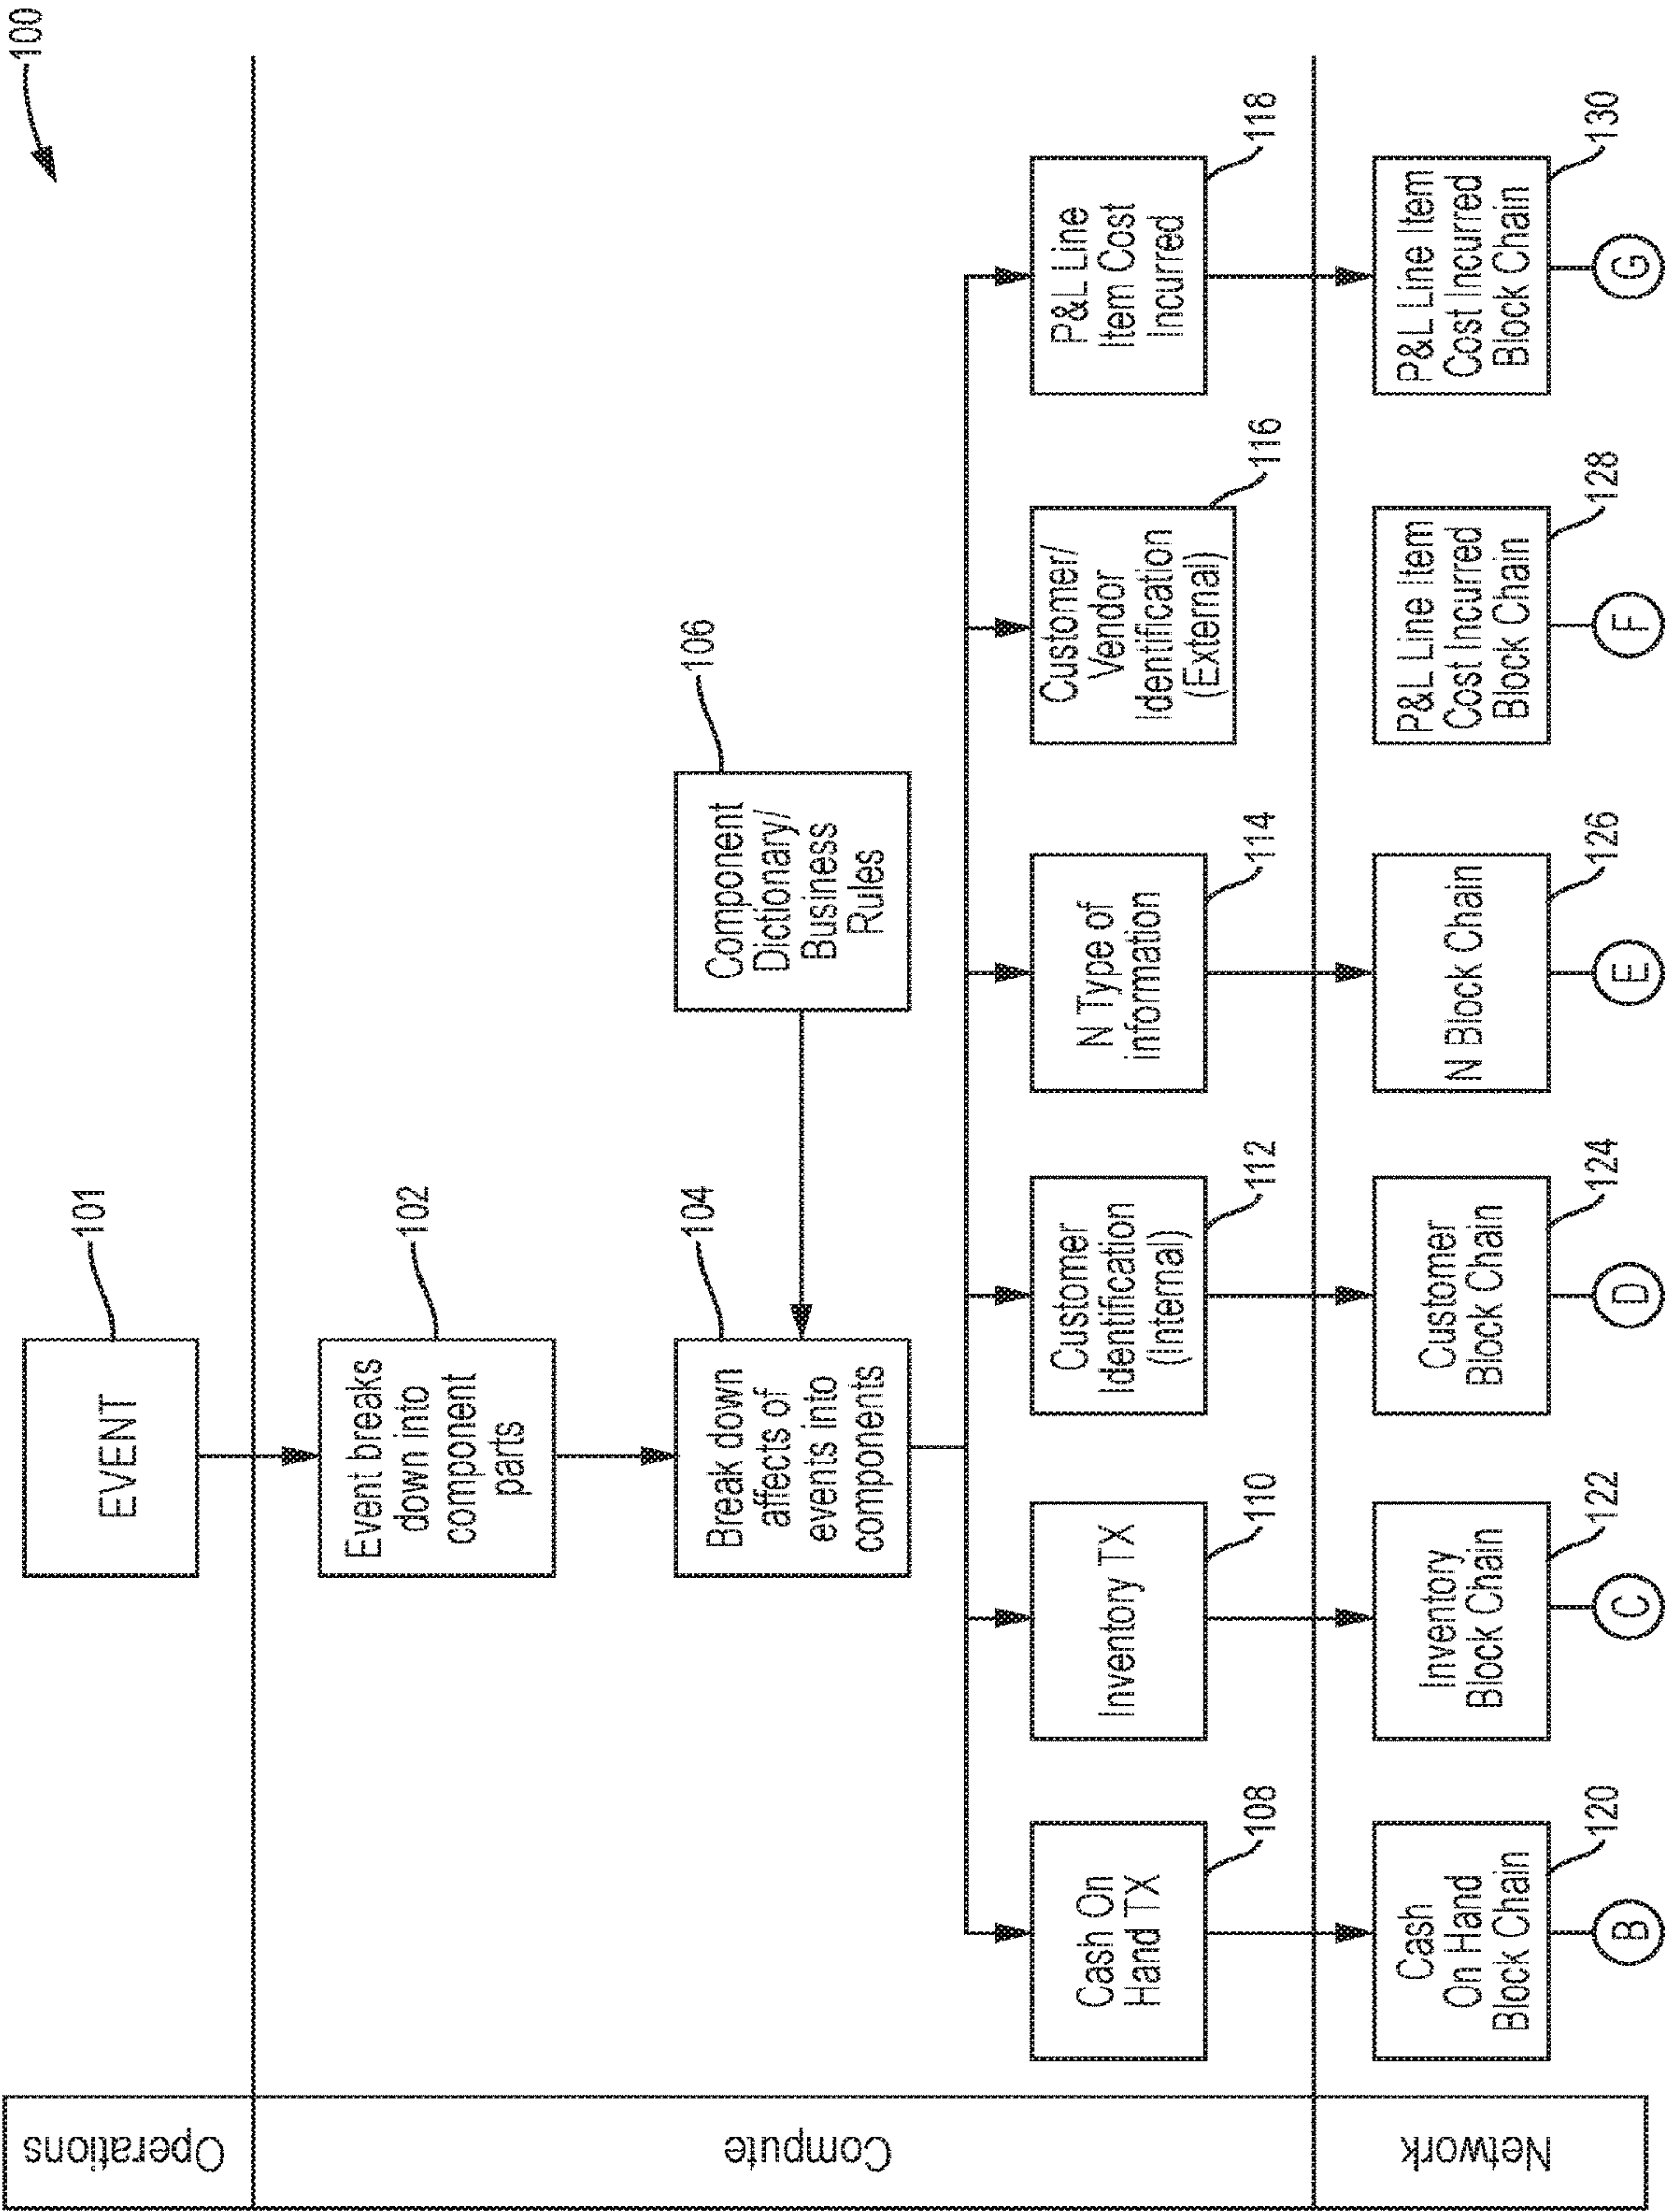 100
Operations
EVENT
101
Compute
Event breaks
down into
component
parts
102
Break down
affects of
events into
components
104
Component
Dictionary/
Business
Rules
106
Cash On
Hand TX
108
Inventory TX
110
Customer
Identification
(Internal)
112
N Type of
information
114
Customer/
Vendor
Identification
(External)
116
P&L Line
Item Cost
Incurred
118
Network
Cash
On Hand
Block Chain
120
Inventory
Block Chain
122
Customer
Block Chain
124
N Block Chain
126
P&L Line Item
Cost Incurred
Block Chain
128
P&L Line Item
Cost Incurred
Block Chain
130
B
C
D
E
F
G